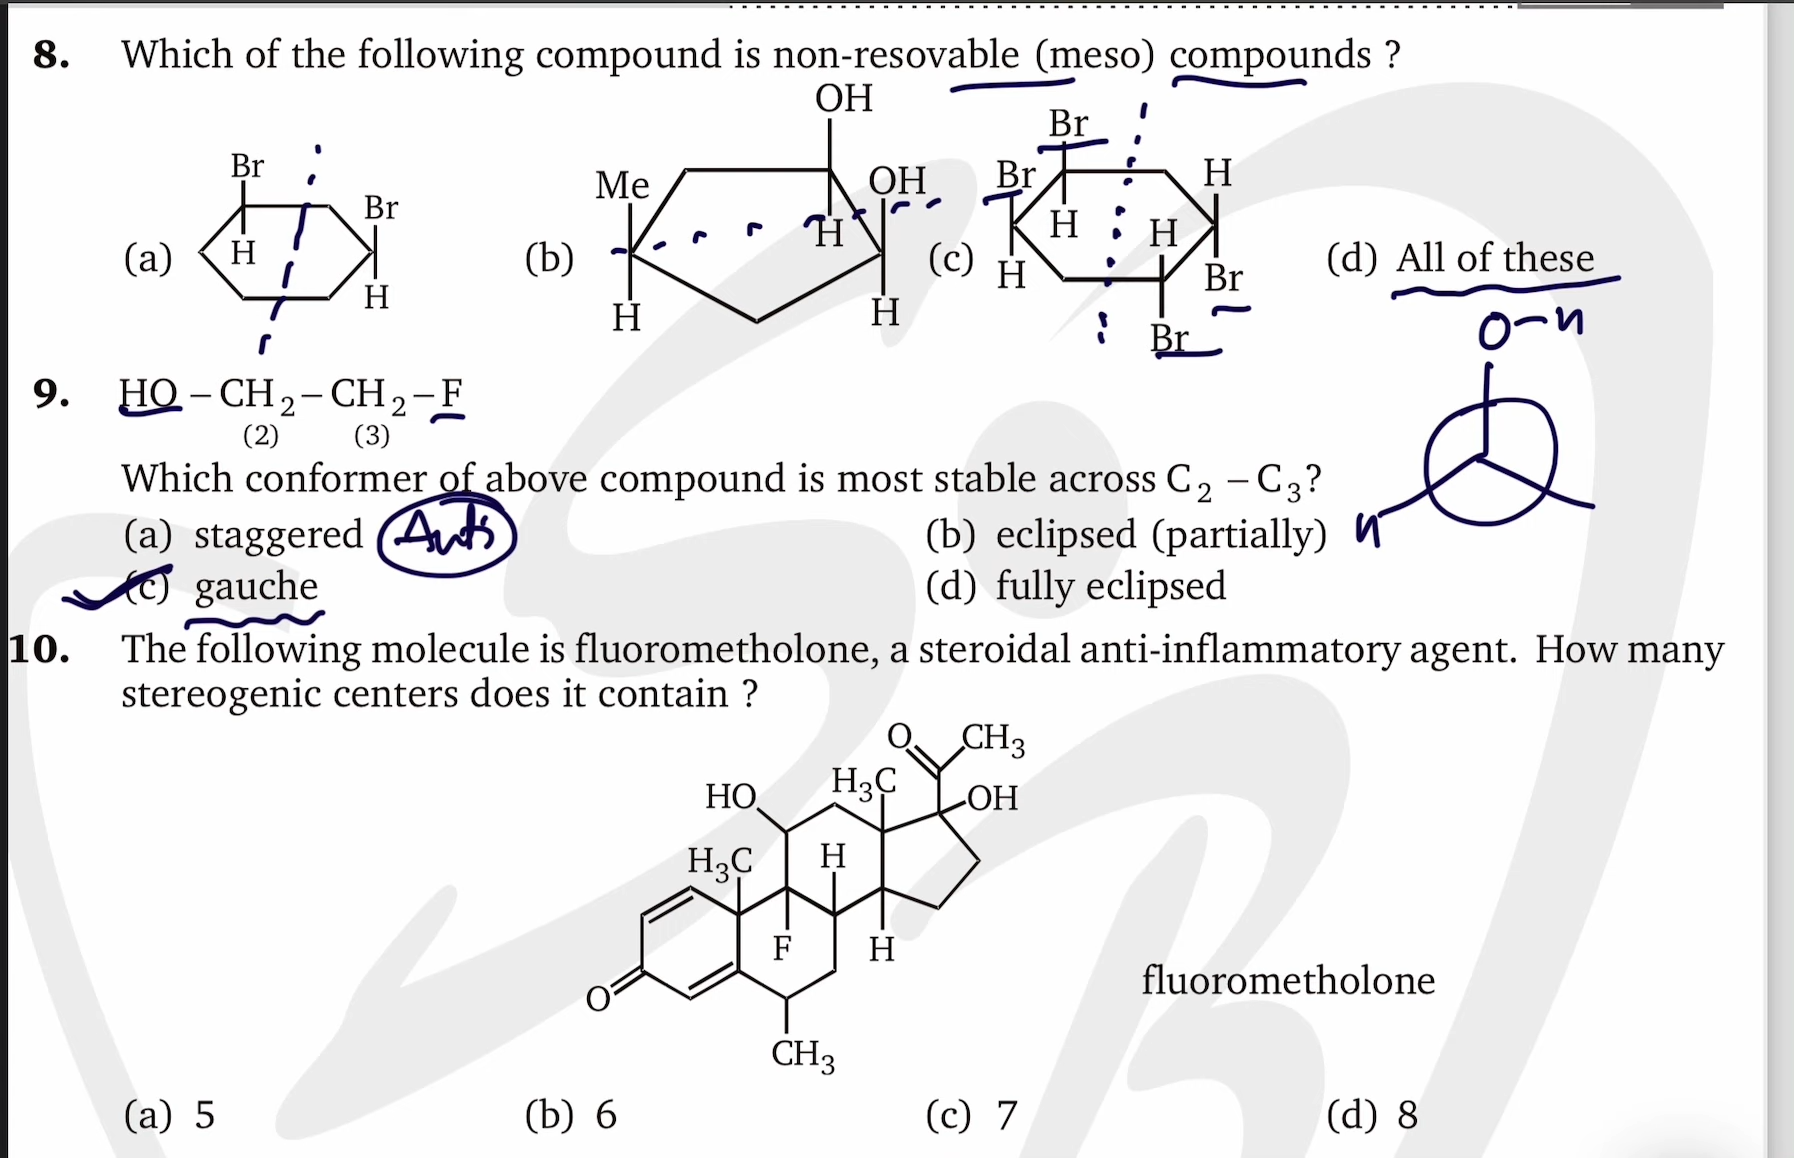 8. Which of the following compound is non-resovable (meso) compounds ?
(a) Br H Br H (b) Me H OH H OH H (c) Br H Br H H Br H Br (d) All of these
O-H
H
9. HO – CH2 – CH2 – F
(2) (3)
Which conformer of above compound is most stable across C2 – C3?
(a) staggered Anti (b) eclipsed (partially)
(c) gauche (d) fully eclipsed
10. The following molecule is fluorometholone, a steroidal anti-inflammatory agent. How many
stereogenic centers does it contain ?
O CH3
HO H3C OH
H3C H
F H
O
CH3
fluorometholone
(a) 5 (b) 6 (c) 7 (d) 8